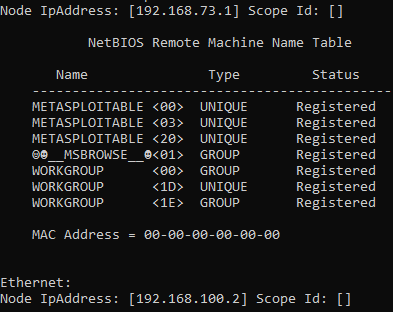 Node IpAddress: [192.168.73.1] Scope Id: []
NetBIOS Remote Machine Name Table
Name Type Status
---------------------------------------------
METASPLOITABLE <00> UNIQUE Registered
METASPLOITABLE <03> UNIQUE Registered
METASPLOITABLE <20> UNIQUE Registered
☺☻__MSBROWSE__☻<01> GROUP Registered
WORKGROUP <00> GROUP Registered
WORKGROUP <1D> UNIQUE Registered
WORKGROUP <1E> GROUP Registered
MAC Address = 00-00-00-00-00-00
Ethernet:
Node IpAddress: [192.168.100.2] Scope Id: []